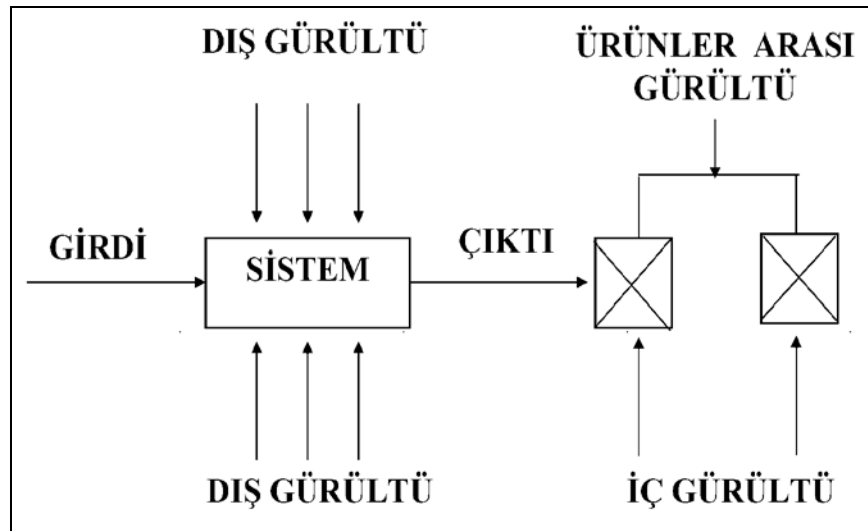 DIŞ GÜRÜLTÜ
ÜRÜNLER ARASI
GÜRÜLTÜ
GİRDİ
SİSTEM
ÇIKTI
DIŞ GÜRÜLTÜ
İÇ GÜRÜLTÜ